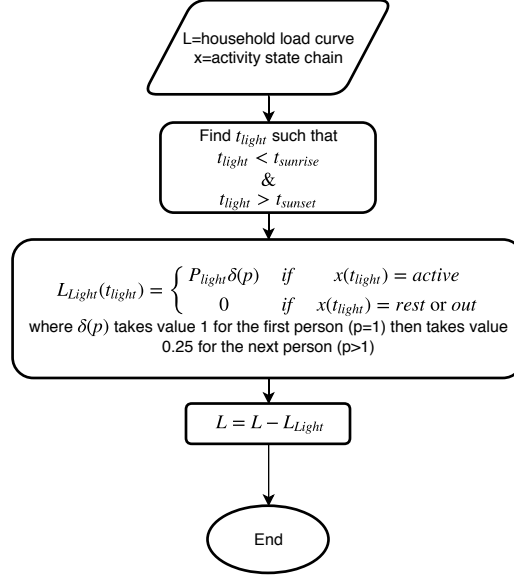 L=household load curve
x=activity state chain
Find t_light such that
t_light < t_sunrise
&
t_light > t_sunset
L_Light(t_light) = { P_light δ(p) if x(t_light) = active
0 if x(t_light) = rest or out
where δ(p) takes value 1 for the first person (p=1) then takes value
0.25 for the next person (p>1)
L = L − L_Light
End